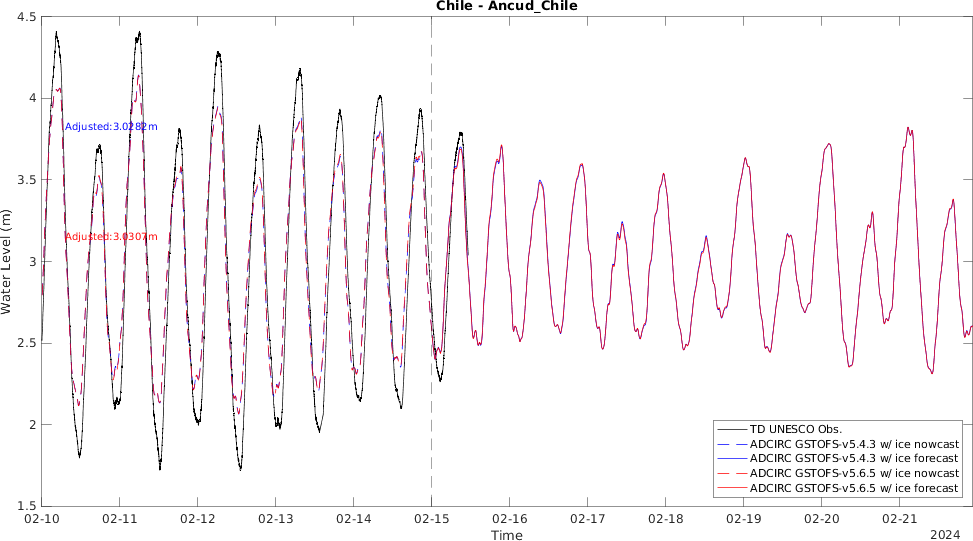 Chile - Ancud_Chile
4.5
4
3.5
3
2.5
2
1.5
Water Level (m)
Adjusted:3.0282m
Adjusted:3.0307m
TD UNESCO Obs.
ADCIRC GSTOFS-v5.4.3 w/ ice nowcast
ADCIRC GSTOFS-v5.4.3 w/ ice forecast
ADCIRC GSTOFS-v5.6.5 w/ ice nowcast
ADCIRC GSTOFS-v5.6.5 w/ ice forecast
02-10 02-11 02-12 02-13 02-14 02-15 02-16 02-17 02-18 02-19 02-20 02-21
Time
2024